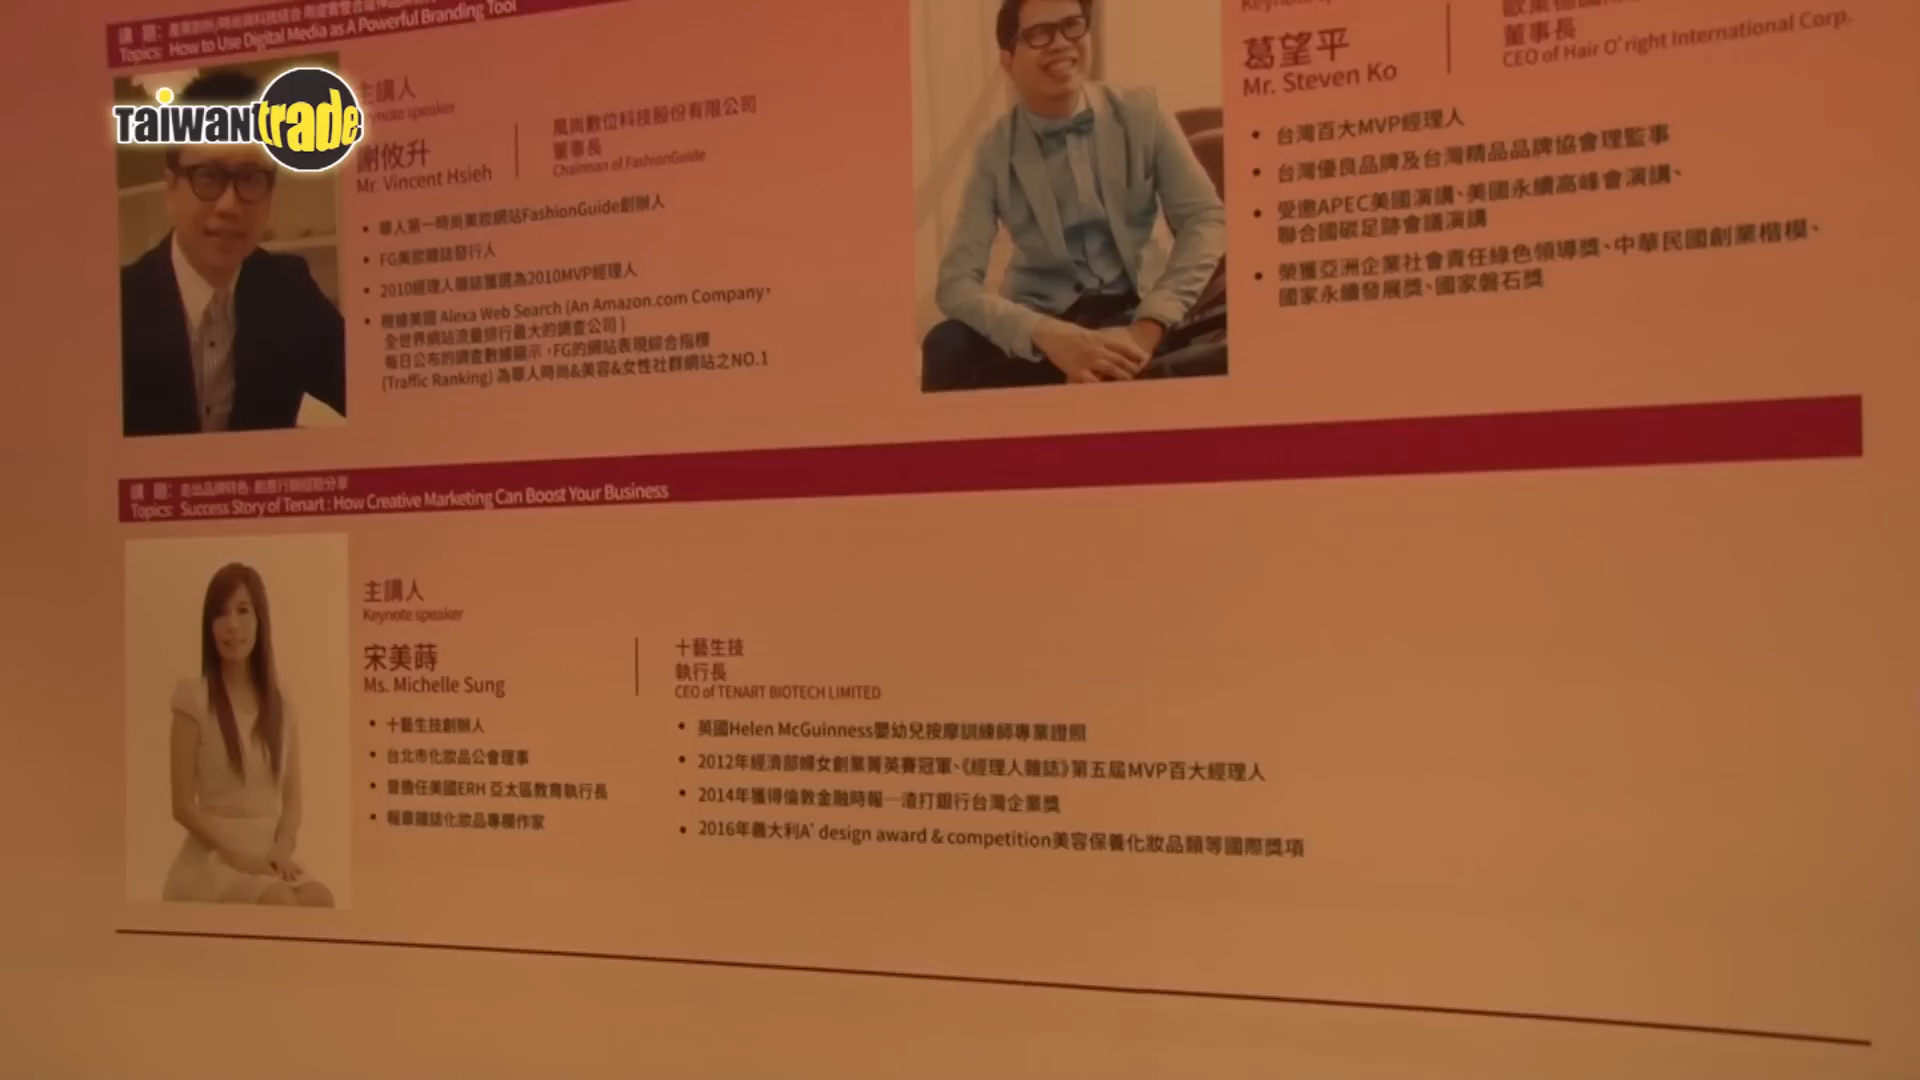 Topics: How to Use Digital Media as A Powerful Branding Tool
Taiwantrade
主講人
Keynote speaker
謝攸升
Mr. Vincent Hsieh
風尚數位科技股份有限公司
董事長
Chairman of FashionGuide
• 華人第一時尚美妝網站FashionGuide創辦人
• FG美妝雜誌發行人
• 2010經理人雜誌獲選為2010MVP經理人
• 根據美國 Alexa Web Search (An Amazon.com Company,
全世界網站流量排行最大的調查公司)
每日公布的調查數據顯示,FG的網站表現綜合指標
(Traffic Ranking) 為華人時尚&美容&女性社群網站之NO.1
葛望平
Mr. Steven Ko
董事長
CEO of Hair O'right International Corp.
• 台灣百大MVP經理人
• 台灣優良品牌及台灣精品品牌協會理監事
• 受邀APEC美國演講、美國永續高峰會演講、
聯合國碳足跡會議演講
• 榮獲亞洲企業社會責任綠色領導獎、中華民國創業楷模、
國家永續發展獎、國家磐石獎
講 題: 走出品牌特色-創意行銷經驗分享
Topics: Success Story of Tenart : How Creative Marketing Can Boost Your Business
主講人
Keynote speaker
宋美蒔
Ms. Michelle Sung
十藝生技
執行長
CEO of TENART BIOTECH LIMITED
• 十藝生技創辦人
• 台北市化妝品公會理事
• 曾擔任美國ERH 亞太區教育執行長
• 報章雜誌化妝品專欄作家
• 英國Helen McGuinness嬰幼兒按摩訓練師專業證照
• 2012年經濟部婦女創業菁英賽冠軍、《經理人雜誌》第五屆MVP百大經理人
• 2014年獲得倫敦金融時報─渣打銀行台灣企業獎
• 2016年義大利A' design award & competition美容保養化妝品類等國際獎項